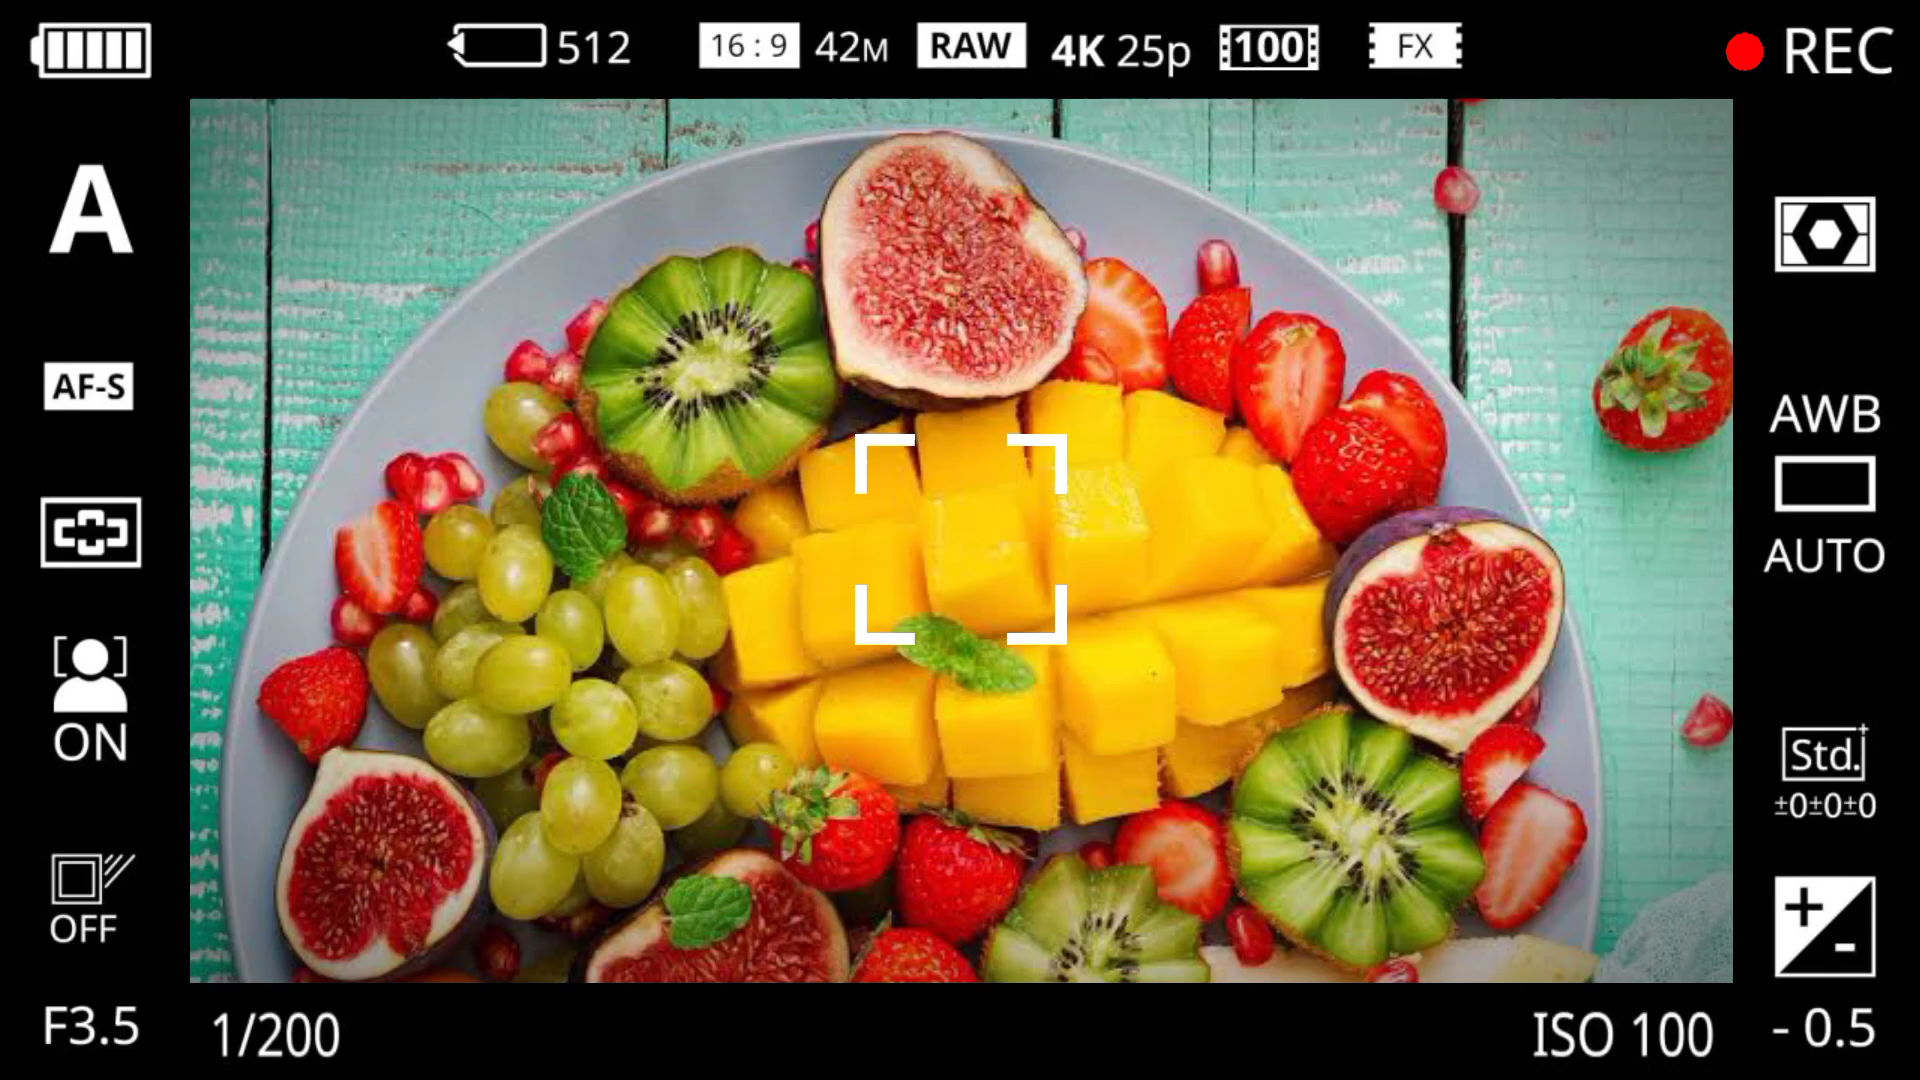 512 16:9 42M RAW 4K 25p 100 FX REC
A
AF-S
AWB
AUTO
ON
Std.+
±0±0±0
OFF
F3.5 1/200 ISO 100 - 0.5